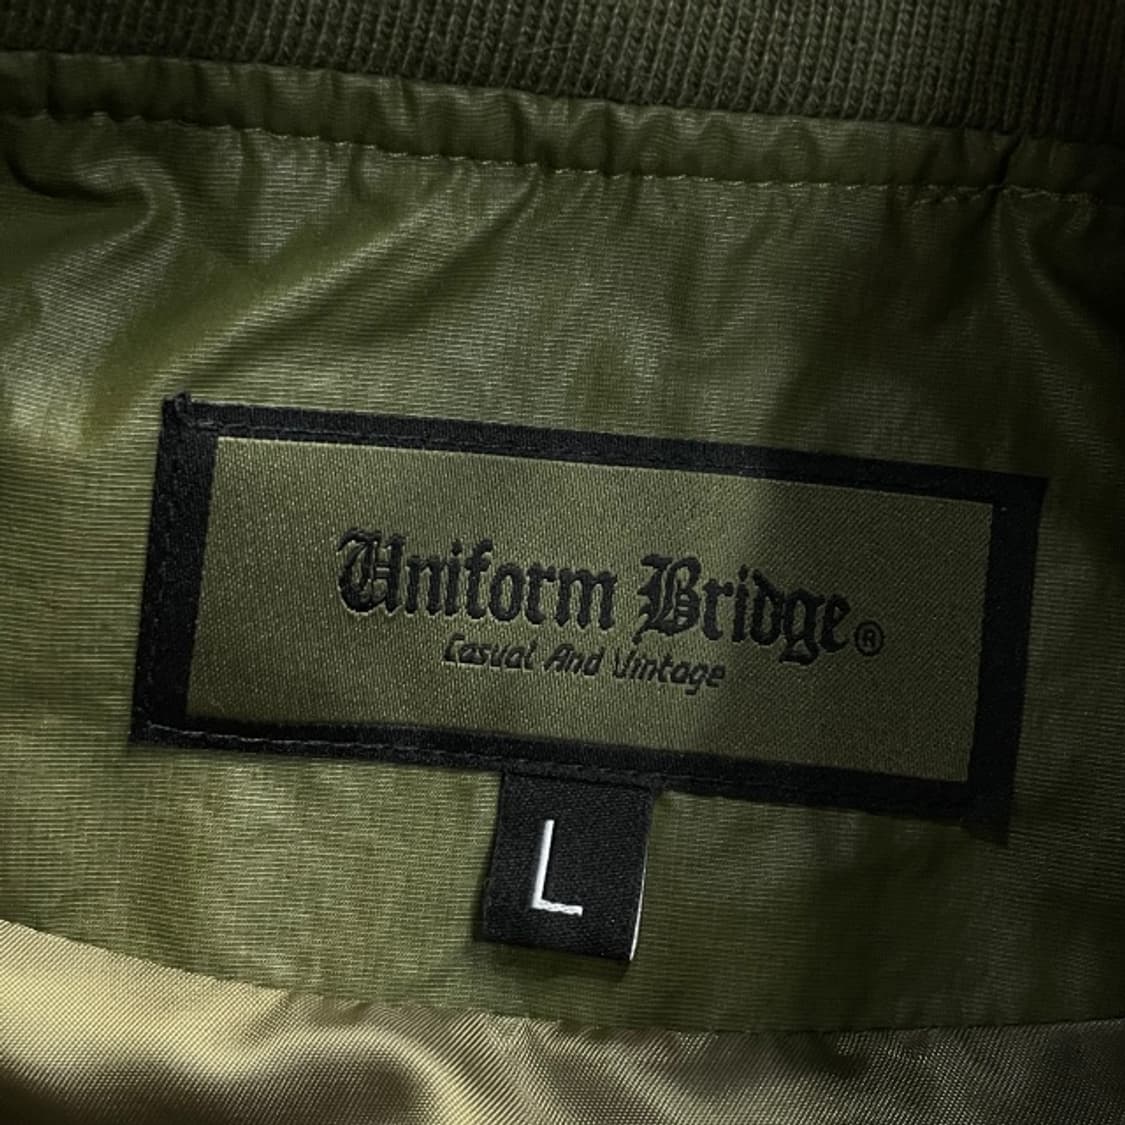 Uniform Bridge®
Casual And Vintage
L